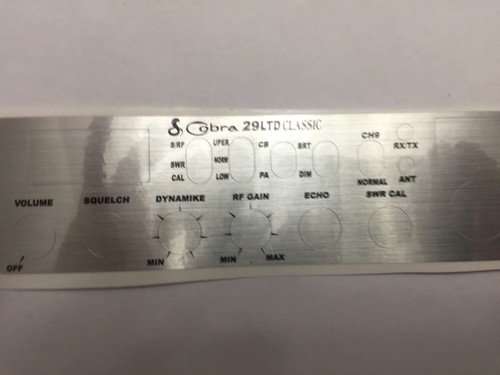 Cobra 29LTD CLASSIC
S/RF UPER CB BRT CH9
RX/TX
SWR NORM
CAL LOW PA DIM NORMAL ANT
VOLUME SQUELCH DYNAMIKE RF GAIN ECHO SWR CAL
OFF MIN MIN MAX